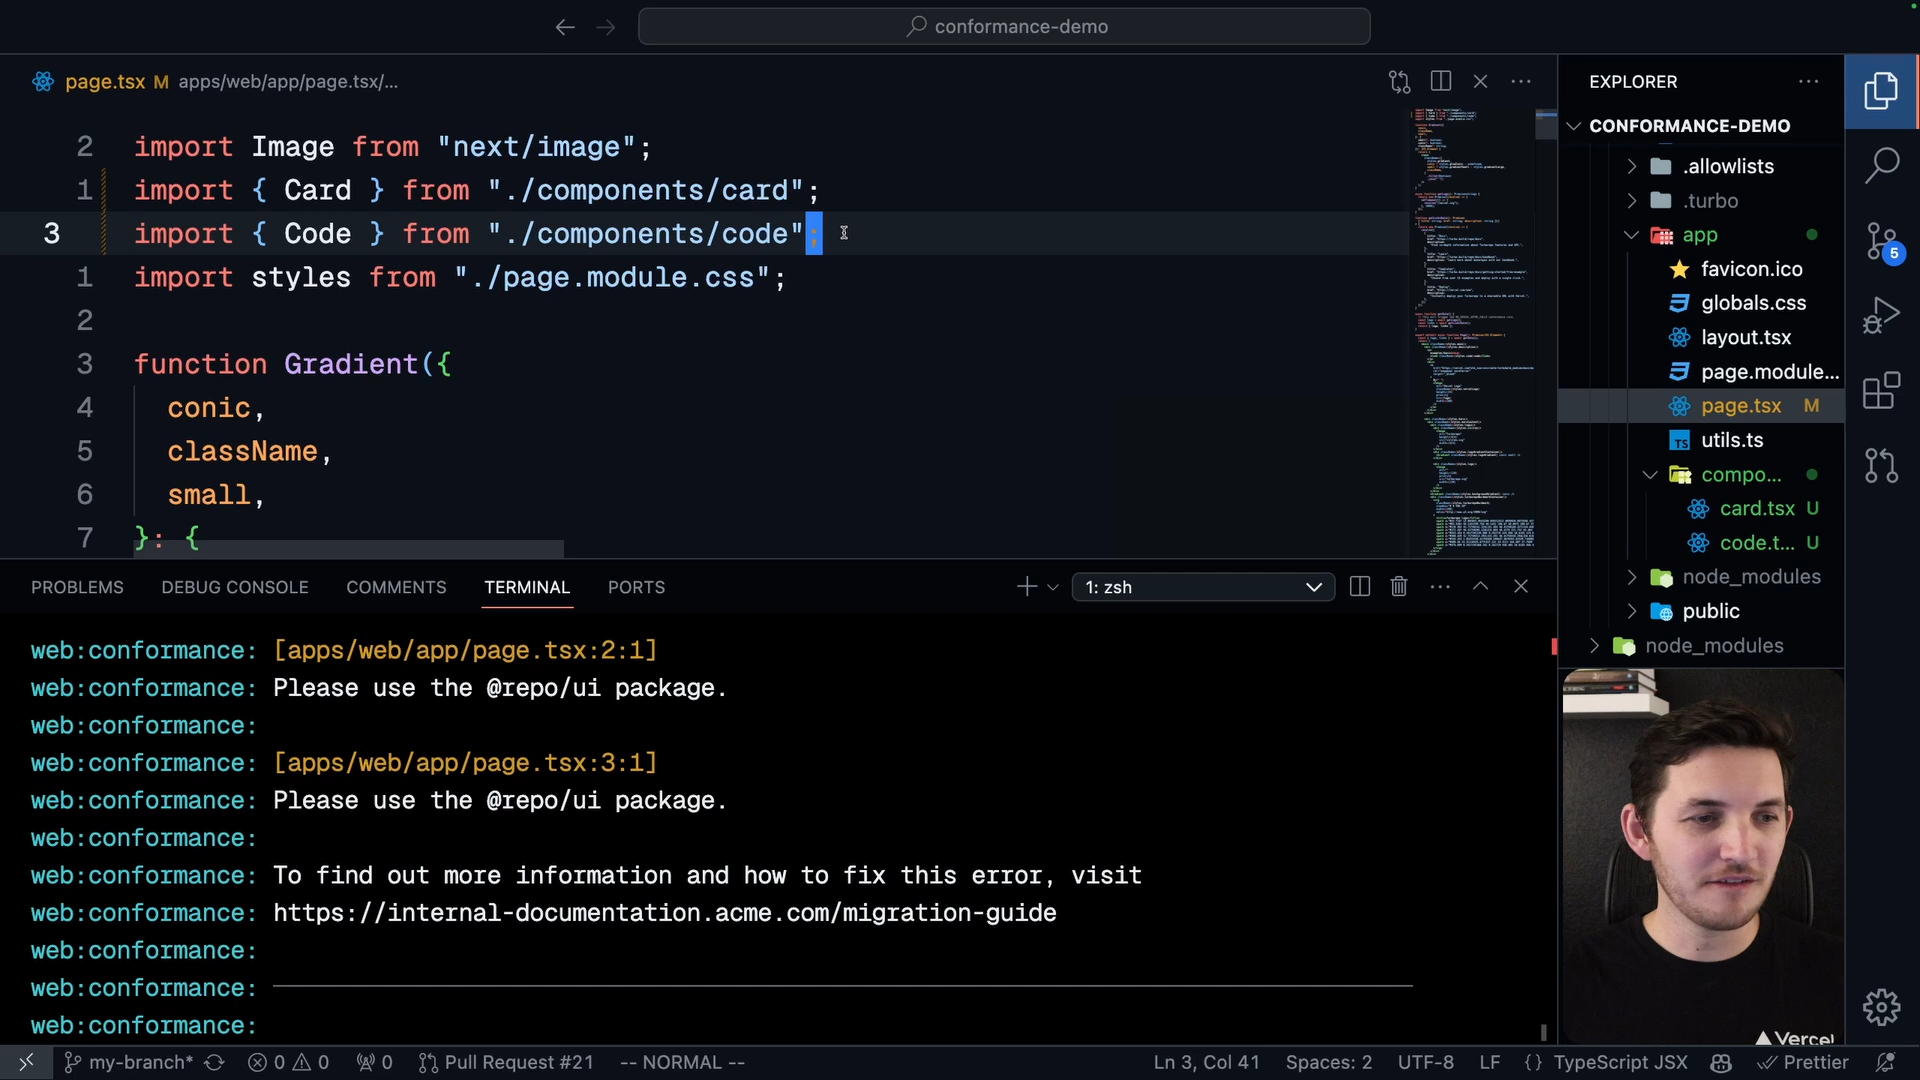 conformance-demo
page.tsx M apps/web/app/page.tsx/...
2 import Image from "next/image";
1 import { Card } from "./components/card";
3 import { Code } from "./components/code";
1 import styles from "./page.module.css";
2
3 function Gradient({
4 conic,
5 className,
6 small,
7 }: {
EXPLORER
CONFORMANCE-DEMO
.allowlists
.turbo
app
favicon.ico
globals.css
layout.tsx
page.module...
page.tsx M
utils.ts
compo...
card.tsx U
code.t... U
node_modules
public
node_modules
5
PROBLEMS DEBUG CONSOLE COMMENTS TERMINAL PORTS 1: zsh
web:conformance: [apps/web/app/page.tsx:2:1]
web:conformance: Please use the @repo/ui package.
web:conformance:
web:conformance: [apps/web/app/page.tsx:3:1]
web:conformance: Please use the @repo/ui package.
web:conformance:
web:conformance: To find out more information and how to fix this error, visit
web:conformance: https://internal-documentation.acme.com/migration-guide
web:conformance:
web:conformance:
web:conformance:
Vercel
my-branch* 0 0 0 Pull Request #21 -- NORMAL -- Ln 3, Col 41 Spaces: 2 UTF-8 LF {} TypeScript JSX Prettier